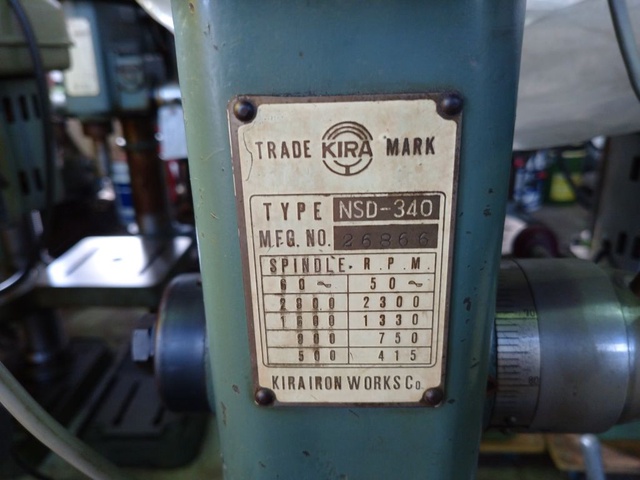 TRADE KIRA MARK
TYPE NSD-340
MFG. NO. 26866
SPINDLE. R.P.M.
60~ 50~
2800 2300
1600 1330
900 750
500 415
KIRA IRON WORKS Co.